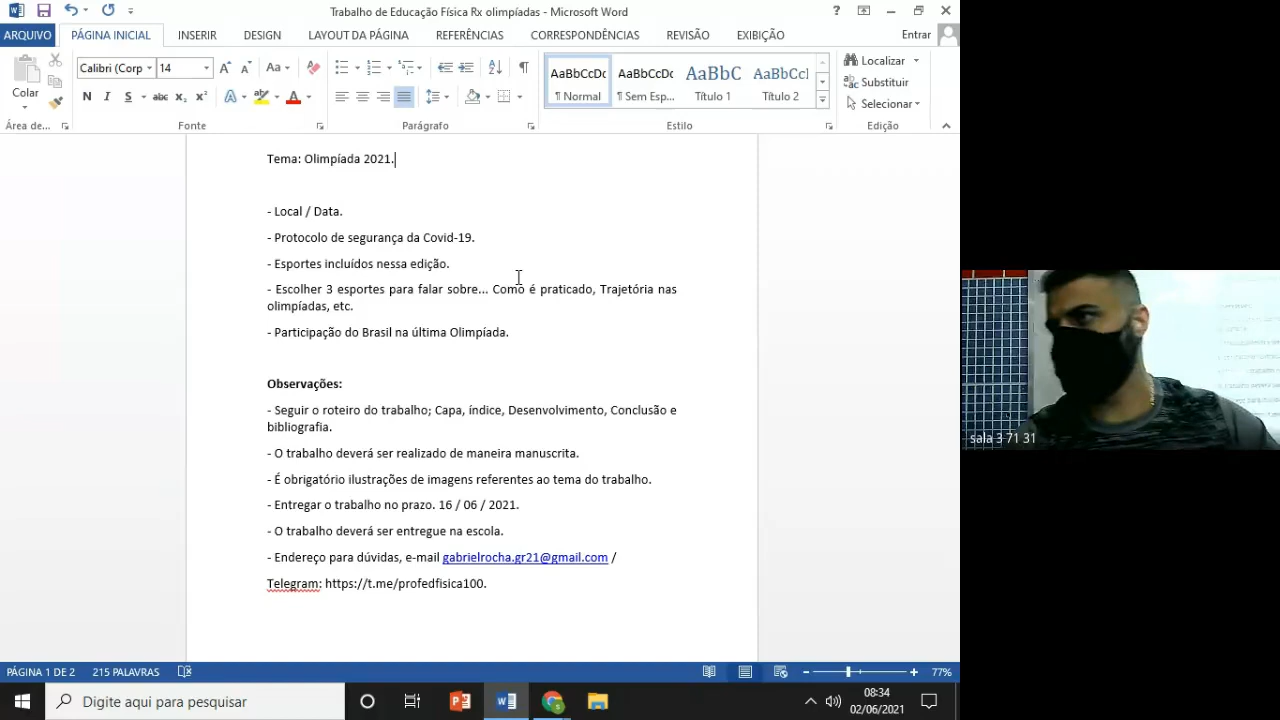 Trabalho de Educação Física Rx olimpíadas - Microsoft Word
ARQUIVO PÁGINA INICIAL INSERIR DESIGN LAYOUT DA PÁGINA REFERÊNCIAS CORRESPONDÊNCIAS REVISÃO EXIBIÇÃO Entrar
Calibri (Corp 14
Colar
AaBbCcDc AaBbCcDc AaBbC AaBbCcI
¶ Normal ¶ Sem Esp... Título 1 Título 2
Localizar
Substituir
Selecionar
Área de... Fonte Parágrafo Estilo Edição
Tema: Olimpíada 2021.
- Local / Data.
- Protocolo de segurança da Covid-19.
- Esportes incluídos nessa edição.
- Escolher 3 esportes para falar sobre... Como é praticado, Trajetória nas
olimpíadas, etc.
- Participação do Brasil na última Olimpíada.
Observações:
- Seguir o roteiro do trabalho; Capa, índice, Desenvolvimento, Conclusão e
bibliografia.
- O trabalho deverá ser realizado de maneira manuscrita.
- É obrigatório ilustrações de imagens referentes ao tema do trabalho.
- Entregar o trabalho no prazo. 16 / 06 / 2021.
- O trabalho deverá ser entregue na escola.
- Endereço para dúvidas, e-mail gabrielrocha.gr21@gmail.com /
Telegram: https://t.me/profedfisica100.
sala 3 71 31
PÁGINA 1 DE 2 215 PALAVRAS 77%
Digite aqui para pesquisar
08:34
02/06/2021